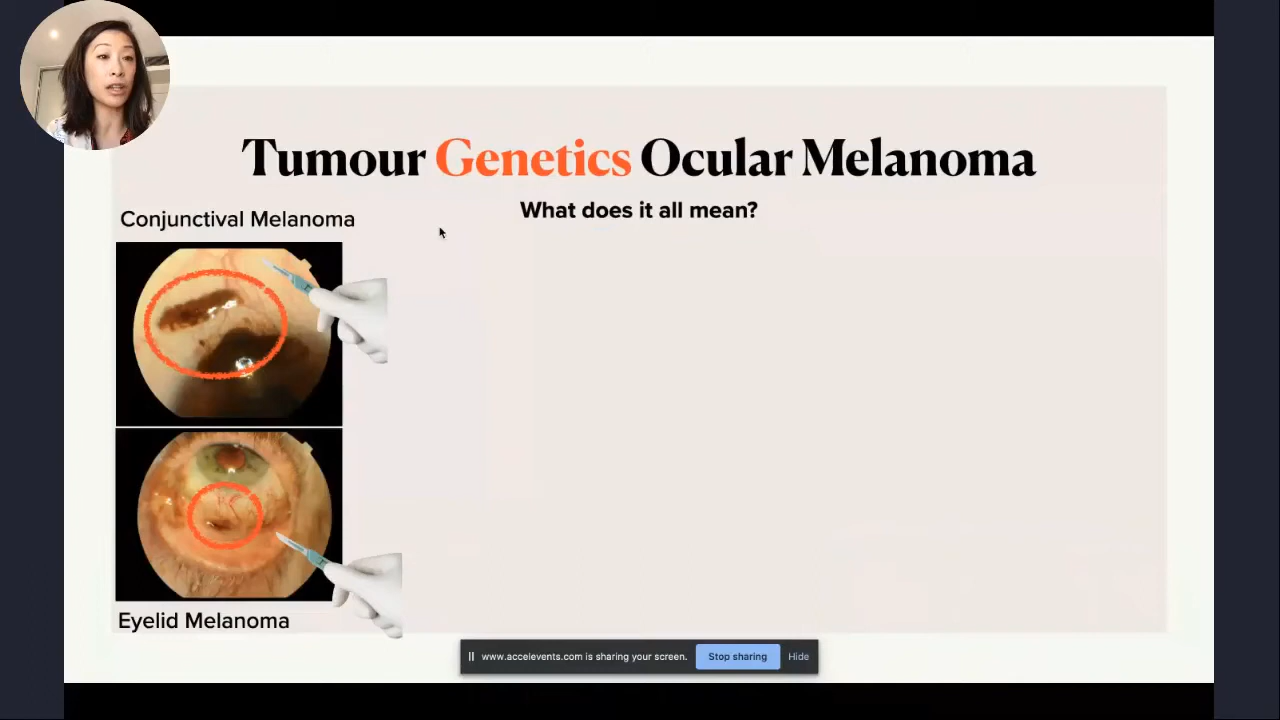 Tumour Genetics Ocular Melanoma
What does it all mean?
Conjunctival Melanoma
Eyelid Melanoma
www.accelevents.com is sharing your screen. Stop sharing Hide